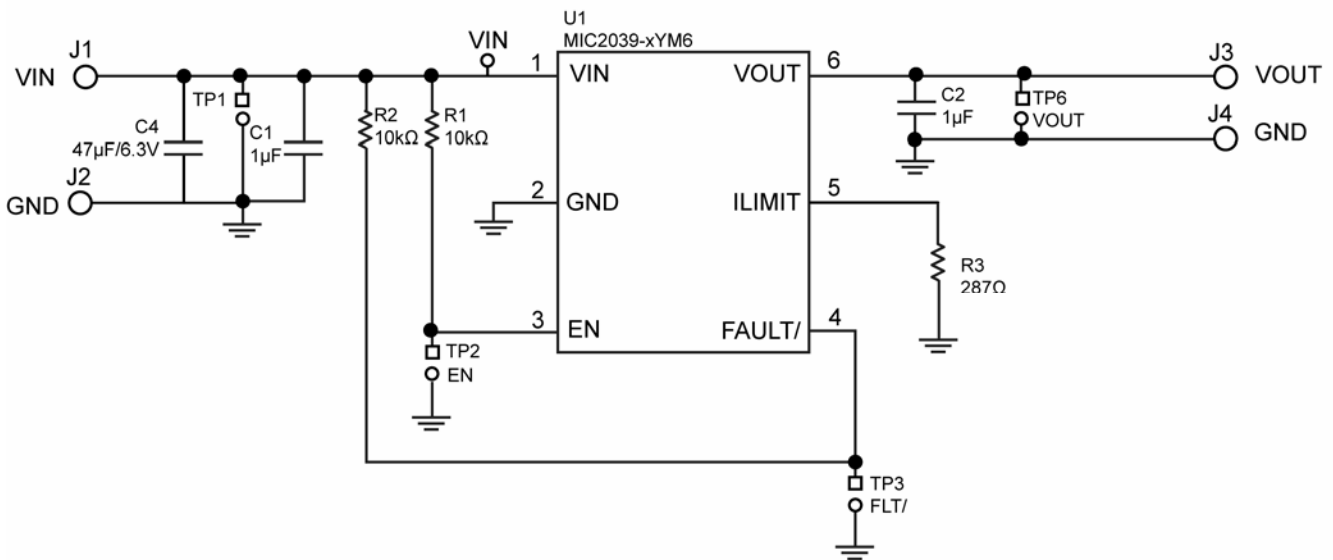 U1
MIC2039-xYM6
J1
VIN
VIN
1
VIN
VOUT
6
J3
VOUT
TP1
C4
47µF/6.3V
C1
1µF
R2
10kΩ
R1
10kΩ
C2
1µF
TP6
VOUT
J4
GND
J2
GND
2
GND
ILIMIT
5
R3
287Ω
3
EN
FAULT/
4
TP2
EN
TP3
FLT/